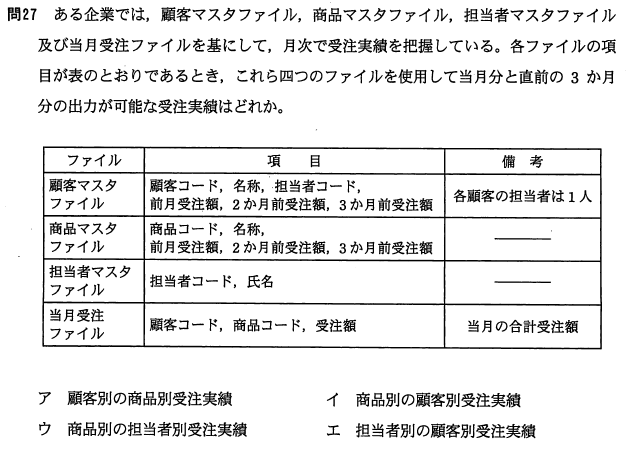 問27 ある企業では，顧客マスタファイル，商品マスタファイル，担当者マスタファイル
及び当月受注ファイルを基にして，月次で受注実績を把握している。各ファイルの項
目が表のとおりであるとき，これら四つのファイルを使用して当月分と直前の 3 か月
分の出力が可能な受注実績はどれか。
ファイル 項 目 備 考
顧客マスタ
ファイル
顧客コード，名称，担当者コード，
前月受注額，2か月前受注額，3か月前受注額
各顧客の担当者は1人
商品マスタ
ファイル
商品コード，名称，
前月受注額，2か月前受注額，3か月前受注額
担当者マスタ
ファイル
担当者コード，氏名
当月受注
ファイル
顧客コード，商品コード，受注額
当月の合計受注額
ア 顧客別の商品別受注実績 イ 商品別の顧客別受注実績
ウ 商品別の担当者別受注実績 エ 担当者別の顧客別受注実績